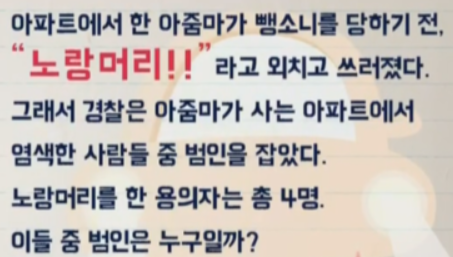 아파트에서 한 아줌마가 뺑소니를 당하기 전,
“노랑머리!!” 라고 외치고 쓰러졌다.
그래서 경찰은 아줌마가 사는 아파트에서
염색한 사람들 중 범인을 잡았다.
노랑머리를 한 용의자는 총 4명.
이들 중 범인은 누구일까?